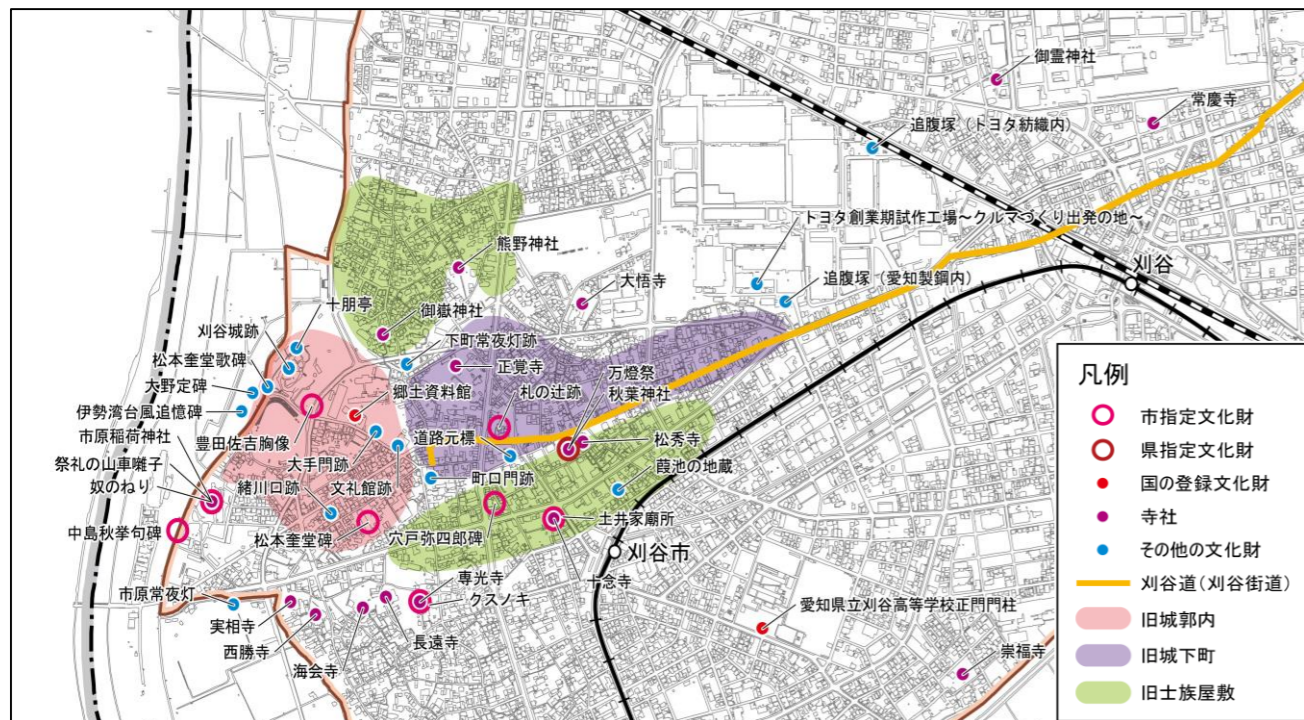 御霊神社
常慶寺
追腹塚（トヨタ紡織内）
トヨタ創業期試作工場～クルマづくり出発の地～
熊野神社
大悟寺
追腹塚（愛知製鋼内）
刈谷
十朋亭
御嶽神社
刈谷城跡
下町常夜灯跡
松本奎堂歌碑
正覚寺
万燈祭
秋葉神社
大野定碑
郷土資料館
札の辻跡
伊勢湾台風追憶碑
豊田佐吉胸像
道路元標
松秀寺
市原稲荷神社
大手門跡
葭池の地蔵
祭礼の山車囃子
文礼館跡
町口門跡
奴のねり
緒川口跡
土井家廟所
中島秋挙句碑
松本奎堂碑
宍戸弥四郎碑
刈谷市
専光寺
十念寺
市原常夜灯
クスノキ
愛知県立刈谷高等学校正門門柱
実相寺
長遠寺
西勝寺
海会寺
崇福寺
凡例
市指定文化財
県指定文化財
国の登録文化財
寺社
その他の文化財
刈谷道（刈谷街道）
旧城郭内
旧城下町
旧士族屋敷